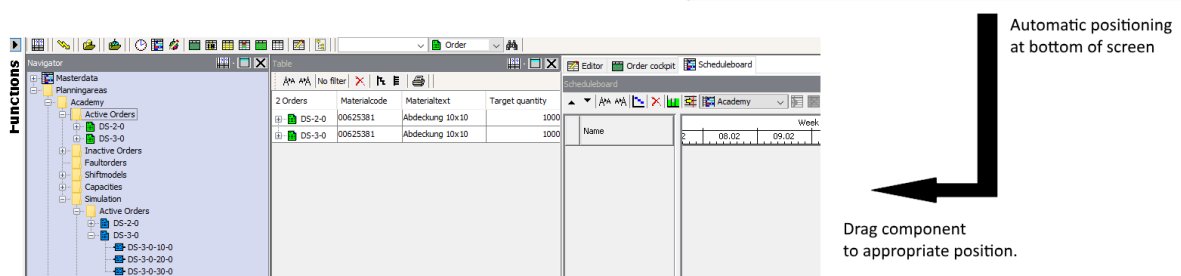 Automatic positioning
at bottom of screen
Functions
Order
Navigator
Table
Editor Order cockpit Scheduleboard
Masterdata
Planningareas
Academy
Active Orders
DS-2-0
DS-3-0
Inactive Orders
Faultorders
Shiftmodels
Capacities
Simulation
Active Orders
DS-2-0
DS-3-0
DS-3-0-10-0
DS-3-0-20-0
DS-3-0-30-0
No filter
2 Orders Materialcode Materialtext Target quantity
DS-2-0 00625381 Abdeckung 10x10 1000
DS-3-0 00625381 Abdeckung 10x10 1000
Scheduleboard
Academy
Name
Week
2 08.02 09.02
Drag component
to appropriate position.